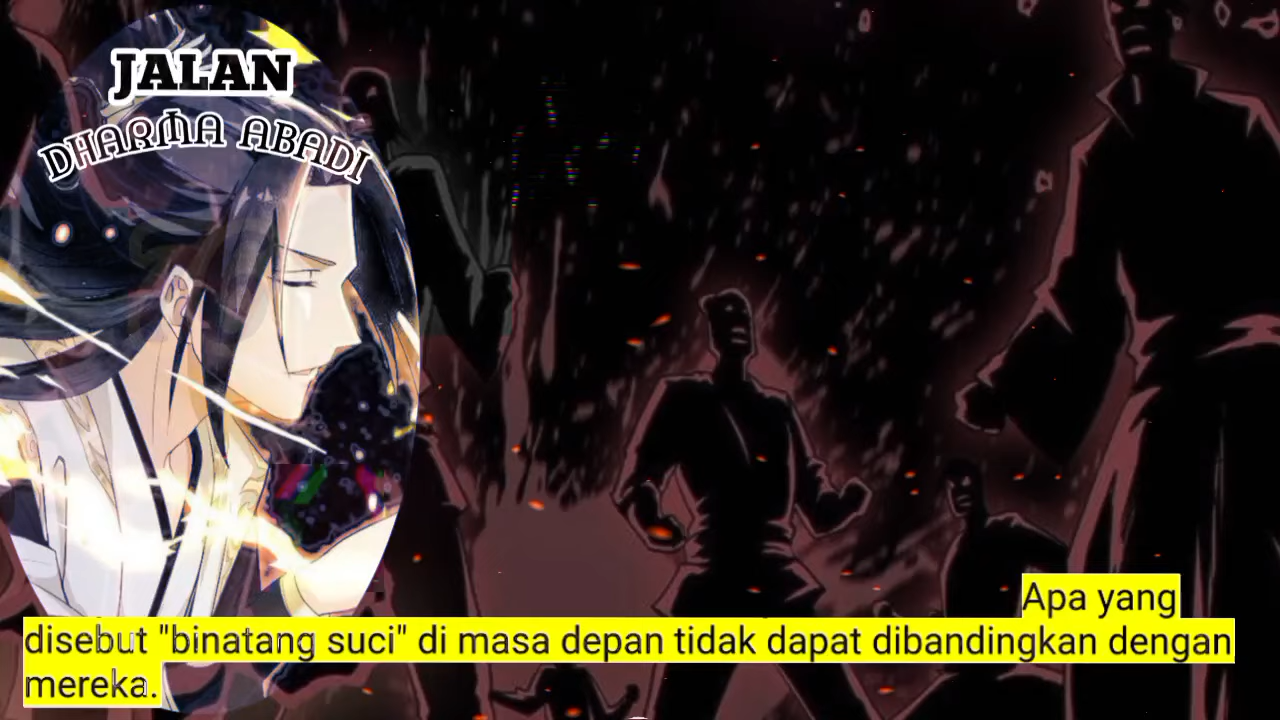 JALAN
DHARMA ABADI
Apa yang
disebut "binatang suci" di masa depan tidak dapat dibandingkan dengan
mereka.